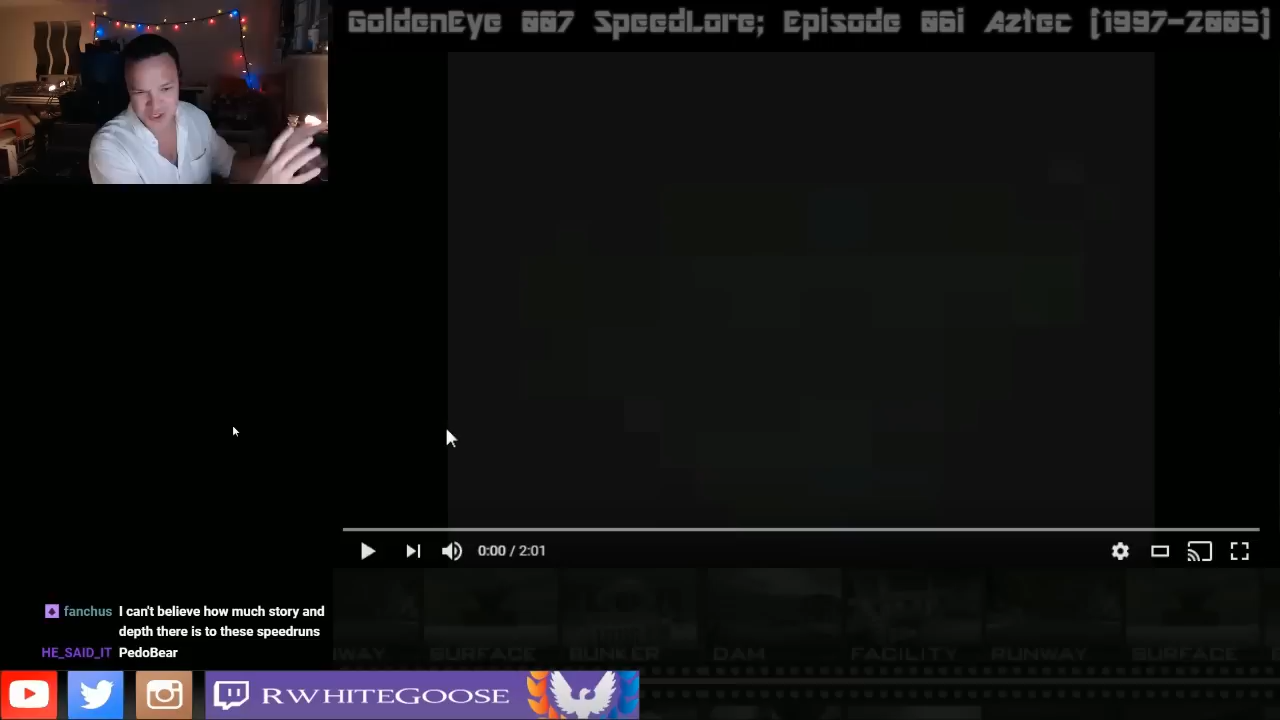 GoldenEye 007 SpeedLore; Episode 06i Aztec [1997-2005]
0:00 / 2:01
fanchus I can't believe how much story and
depth there is to these speedruns
HE_SAID_IT PedoBear
WAY SURFACE BUNKER DAM FACILITY RUNWAY SURFACE
RWHITEGOOSE